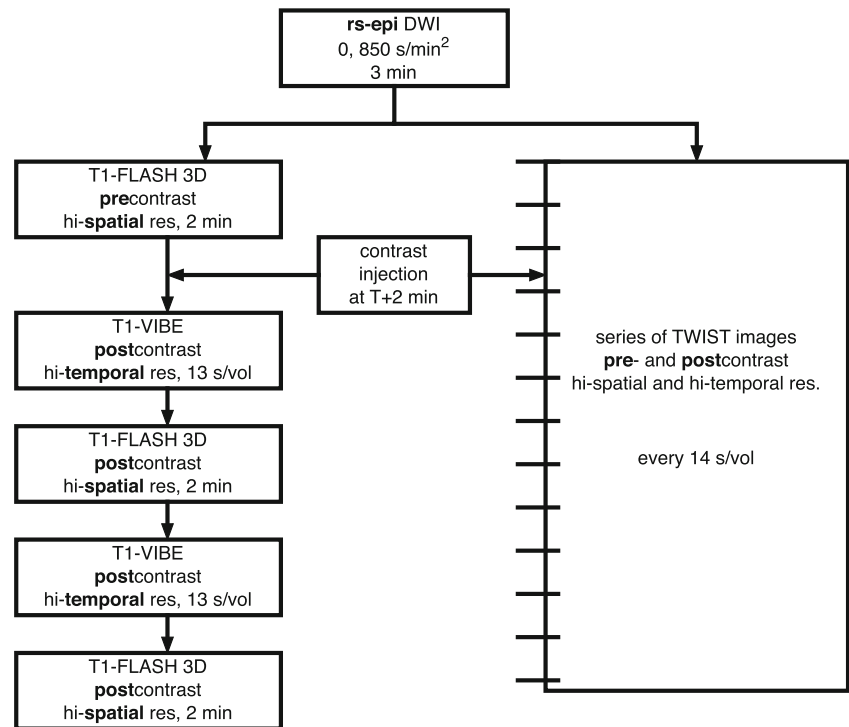 rs-epi DWI
0, 850 s/min²
3 min
T1-FLASH 3D
precontrast
hi-spatial res, 2 min
contrast
injection
at T+2 min
T1-VIBE
postcontrast
hi-temporal res, 13 s/vol
T1-FLASH 3D
postcontrast
hi-spatial res, 2 min
T1-VIBE
postcontrast
hi-temporal res, 13 s/vol
T1-FLASH 3D
postcontrast
hi-spatial res, 2 min
series of TWIST images
pre- and postcontrast
hi-spatial and hi-temporal res.
every 14 s/vol